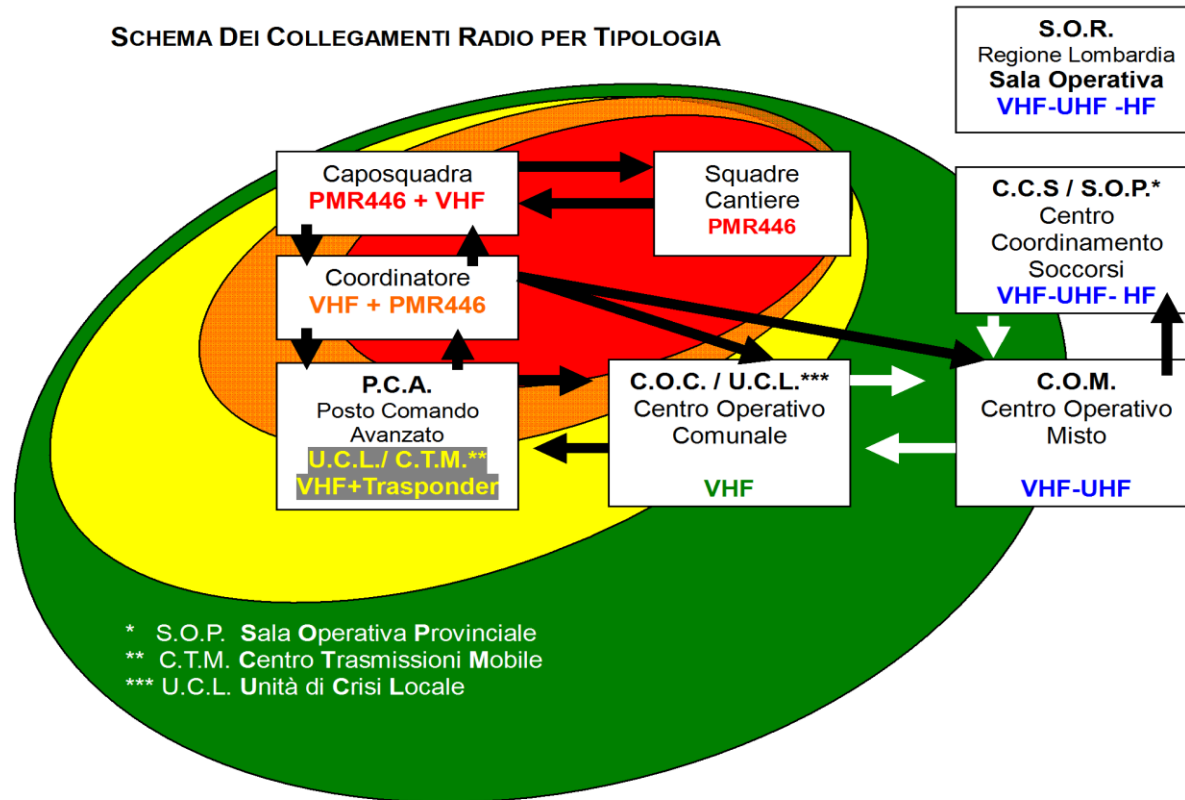 SCHEMA DEI COLLEGAMENTI RADIO PER TIPOLOGIA
S.O.R.
Regione Lombardia
Sala Operativa
VHF-UHF -HF
Caposquadra
PMR446 + VHF
Squadre
Cantiere
PMR446
C.C.S / S.O.P.*
Centro
Coordinamento
Soccorsi
VHF-UHF- HF
Coordinatore
VHF + PMR446
P.C.A.
Posto Comando
Avanzato
U.C.L./ C.T.M.**
VHF+Trasponder
C.O.C. / U.C.L.***
Centro Operativo
Comunale
VHF
C.O.M.
Centro Operativo
Misto
VHF-UHF
* S.O.P. Sala Operativa Provinciale
** C.T.M. Centro Trasmissioni Mobile
*** U.C.L. Unità di Crisi Locale